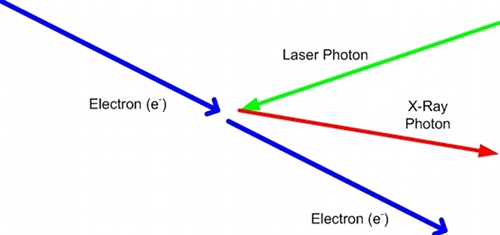 Laser Photon
Electron (e⁻)
X-Ray
Photon
Electron (e⁻)